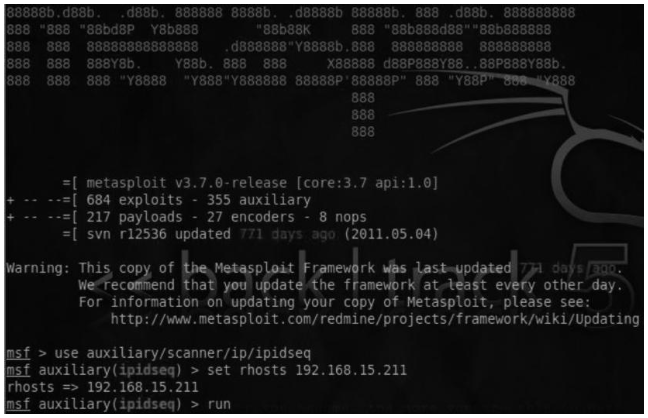 88888b.d88b.  .d88b. 888888 8888b. .d8888b 88888b. 888 .d88b. 888888888
888 "888 "88bd8P  Y8b888        "88b88K      888 "88b888d88""88b888888
888  888  88888888888888    .d888888"Y8888b.888  888888888  888888888
888  888  888Y8b.    Y88b. 888  888      X88888 d88P888Y88..88P888Y88b.
888  888  888 "Y8888  "Y888"Y8888888 88888P'88888P" 888 "Y88P" 888 "Y888
888
888
888
=[ metasploit v3.7.0-release [core:3.7 api:1.0]
+ -- --=[ 684 exploits - 355 auxiliary
+ -- --=[ 217 payloads - 27 encoders - 8 nops
=[ svn r12536 updated 771 days ago (2011.05.04)
Warning: This copy of the Metasploit Framework was last updated 771 days ago.
We recommend that you update the framework at least every other day.
For information on updating your copy of Metasploit, please see:
http://www.metasploit.com/redmine/projects/framework/wiki/Updating
<< back | track 5
msf > use auxiliary/scanner/ip/ipidseq
msf auxiliary(ipidseq) > set rhosts 192.168.15.211
rhosts => 192.168.15.211
msf auxiliary(ipidseq) > run